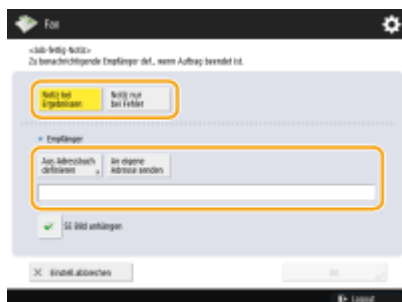 Fax
<Job-fertig-Notiz>
Zu benachrichtigende Empfänger def., wenn Auftrag beendet ist.
Notiz bei
Ergebnissen
Notiz nur
bei Fehler
Empfänger
Aus Adressbuch
definieren
An eigene
Adresse senden
SE Bild anhängen
Einstell. abbrechen
OK
Logout